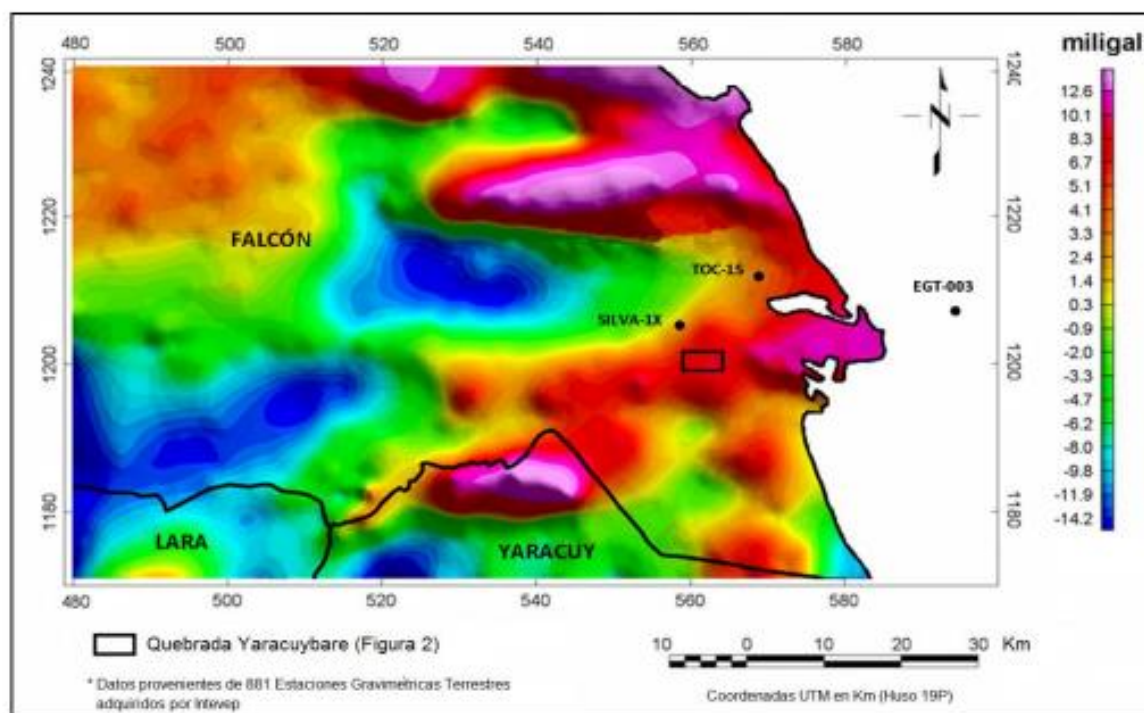 480 500 520 540 560 580
miligal
1240 1220 1200 1180
1240 1220 1200 1180
N
12.6
10.1
8.3
6.7
5.1
4.1
3.3
2.4
1.4
0.3
-0.9
-2.0
-3.3
-4.7
-6.2
-8.0
-9.8
-11.9
-14.2
FALCÓN
TOC-1S
EGT-003
SILVA-1X
LARA
YARACUY
480 500 520 540 560 580
Quebrada Yaracuybare (Figura 2)
10 0 10 20 30 Km
* Datos provenientes de 881 Estaciones Gravimétricas Terrestres
adquiridos por Intevep
Coordenadas UTM en Km (Huso 19P)